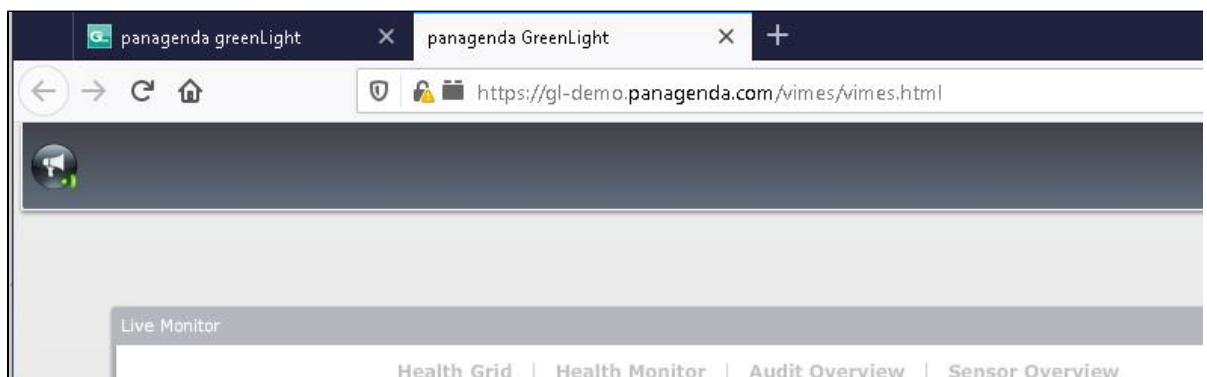 G. panagenda greenLight panagenda GreenLight
https://gl-demo.panagenda.com/vimes/vimes.html
Live Monitor
Health Grid | Health Monitor | Audit Overview | Sensor Overview